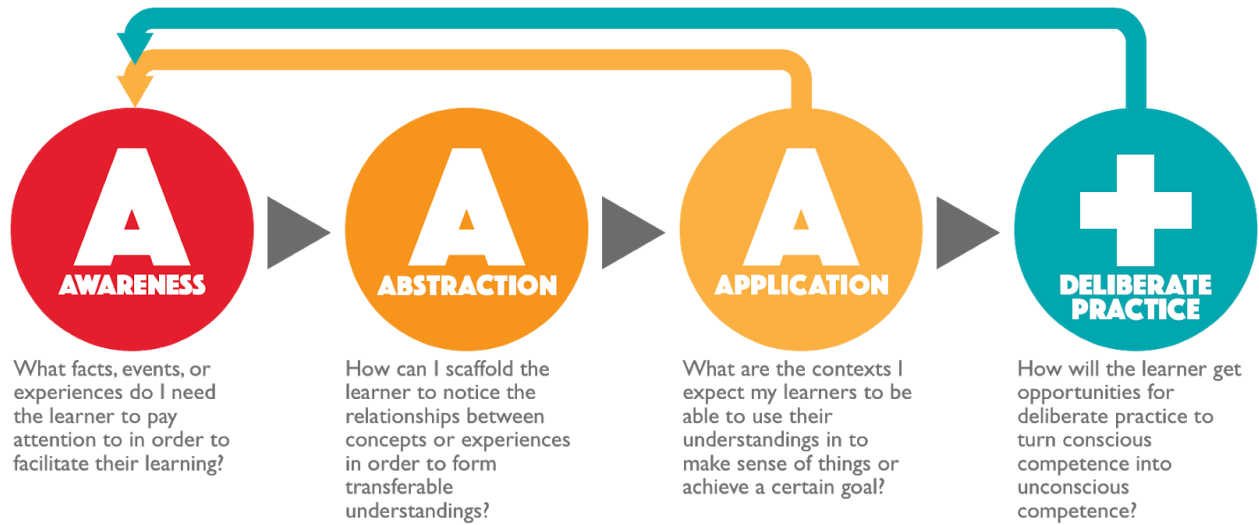 A
AWARENESS
What facts, events, or
experiences do I need
the learner to pay
attention to in order to
facilitate their learning?
A
ABSTRACTION
How can I scaffold the
learner to notice the
relationships between
concepts or experiences
in order to form
transferable
understandings?
A
APPLICATION
What are the contexts I
expect my learners to be
able to use their
understandings in to
make sense of things or
achieve a certain goal?
+
DELIBERATE
PRACTICE
How will the learner get
opportunities for
deliberate practice to
turn conscious
competence into
unconscious
competence?